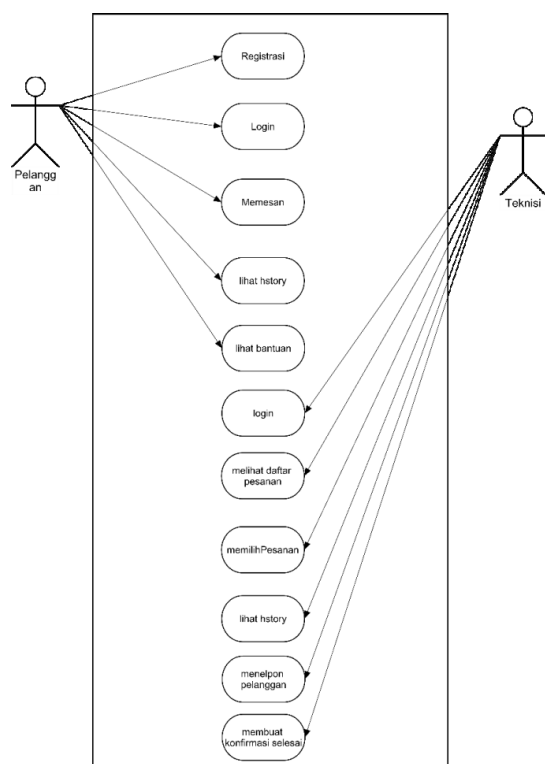 Registrasi
Login
Pelangg
an
Memesan
Teknisi
lihat hstory
lihat bantuan
login
melihat daftar
pesanan
memilihPesanan
lihat hstory
menelpon
pelanggan
membuat
konfirmasi selesai